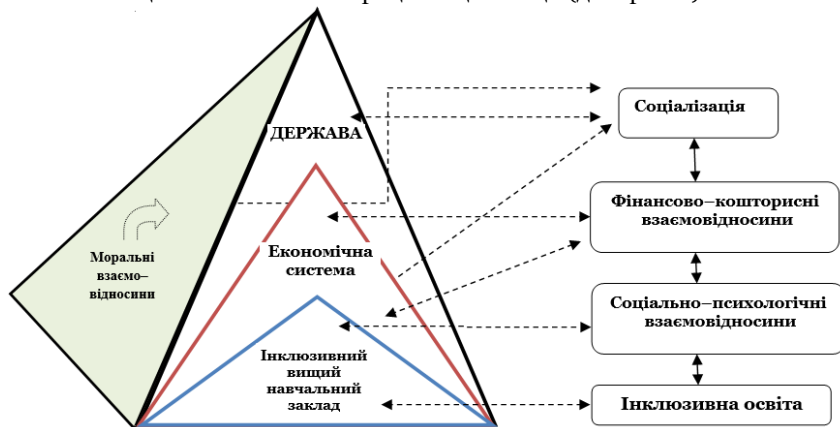 ДЕРЖАВА
Економічна
система
Інклюзивний
вищий
навчальний
заклад
Моральні
взаємо–
відносини
Соціалізація
Фінансово–кошторисні
взаємовідносини
Соціально–психологічні
взаємовідносини
Інклюзивна освіта